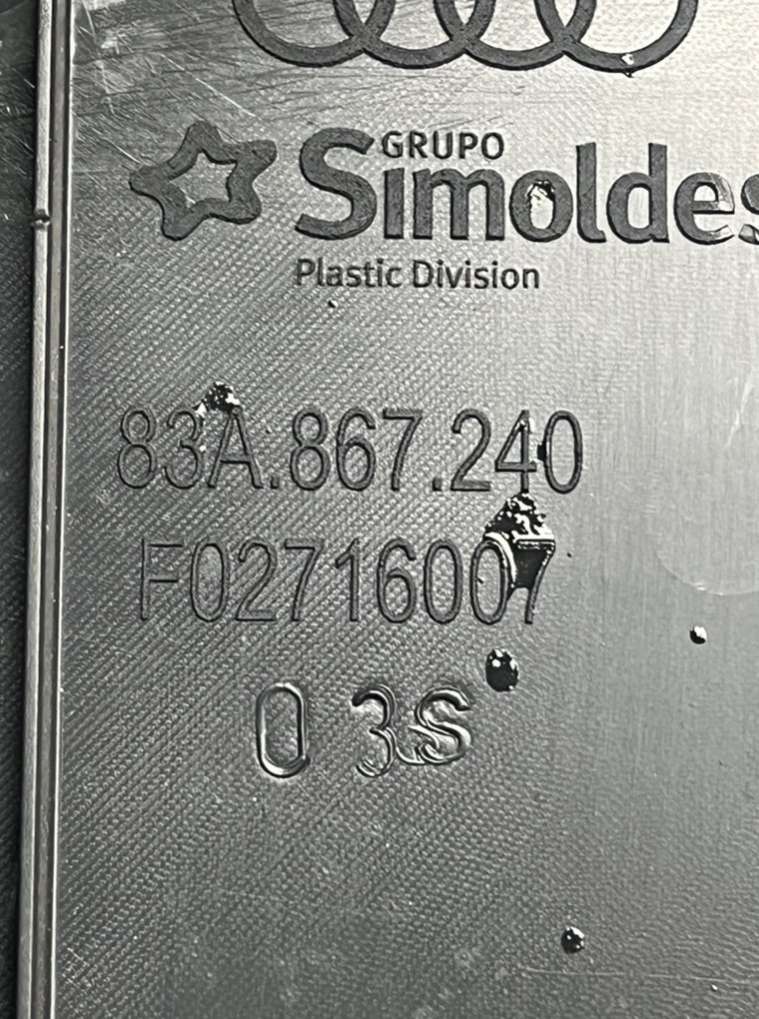 GRUPO
Simoldes
Plastic Division
83A.867.240
F02716007
0 3S